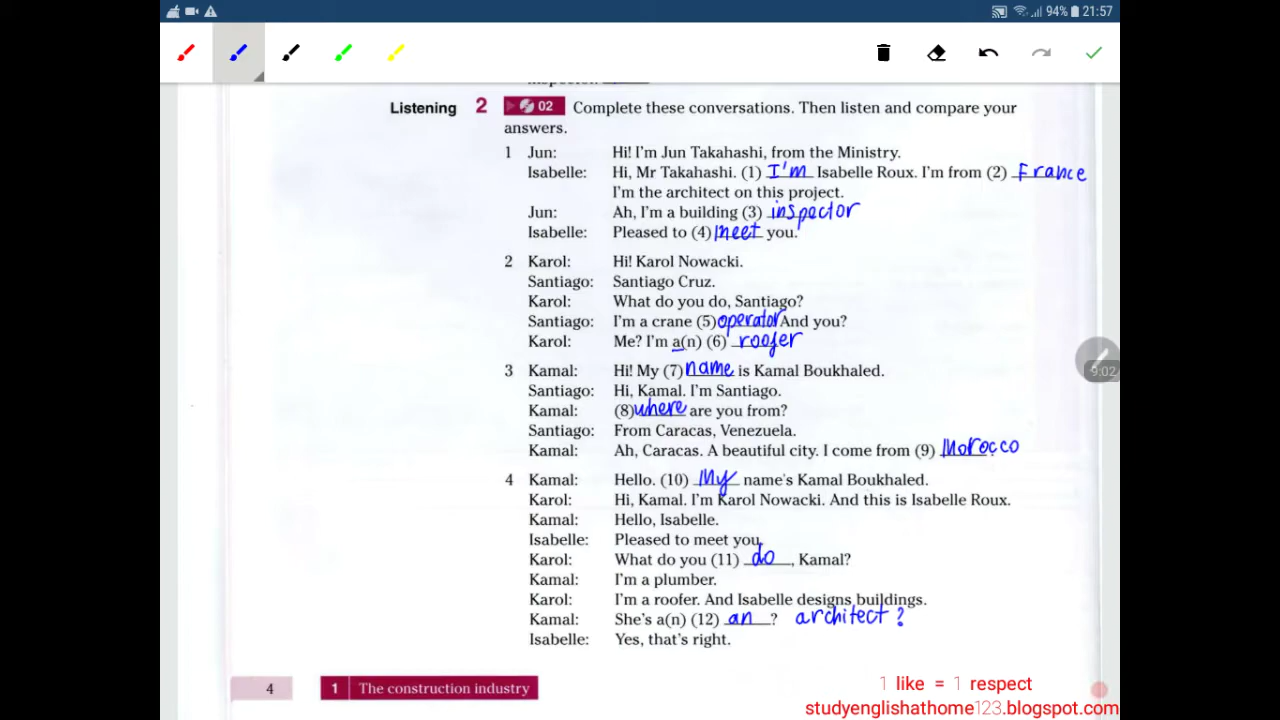 94% 21:57
Listening 2 02 Complete these conversations. Then listen and compare your
answers.
1 Jun: Hi! I'm Jun Takahashi, from the Ministry.
Isabelle: Hi, Mr Takahashi. (1) I'm Isabelle Roux. I'm from (2) France
I'm the architect on this project.
Jun: Ah, I'm a building (3) inspector
Isabelle: Pleased to (4) meet you.
2 Karol: Hi! Karol Nowacki.
Santiago: Santiago Cruz.
Karol: What do you do, Santiago?
Santiago: I'm a crane (5) operator And you?
Karol: Me? I'm a(n) (6) roofer
3 Kamal: Hi! My (7) name is Kamal Boukhaled.
Santiago: Hi, Kamal. I'm Santiago.
Kamal: (8) where are you from?
Santiago: From Caracas, Venezuela.
Kamal: Ah, Caracas. A beautiful city. I come from (9) Morocco
4 Kamal: Hello. (10) My name's Kamal Boukhaled.
Karol: Hi, Kamal. I'm Karol Nowacki. And this is Isabelle Roux.
Kamal: Hello, Isabelle.
Isabelle: Pleased to meet you.
Karol: What do you (11) do, Kamal?
Kamal: I'm a plumber.
Karol: I'm a roofer. And Isabelle designs buildings.
Kamal: She's a(n) (12) an ? architect ?
Isabelle: Yes, that's right.
4 1 The construction industry
9:02
1 like = 1 respect
studyenglishathome123.blogspot.com